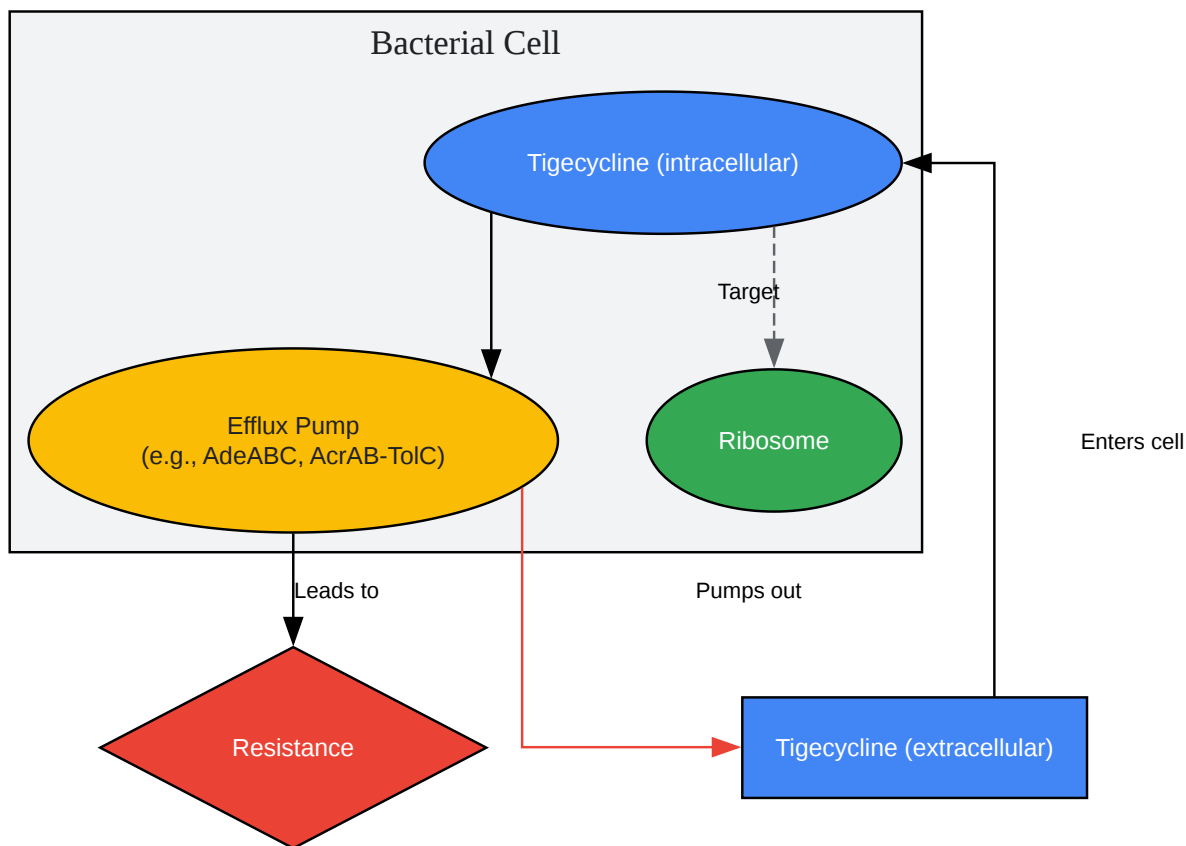 Bacterial Cell
Tigecycline (intracellular)
Target
Efflux Pump
(e.g., AdeABC, AcrAB-TolC)
Ribosome
Enters cell
Leads to
Pumps out
Resistance
Tigecycline (extracellular)